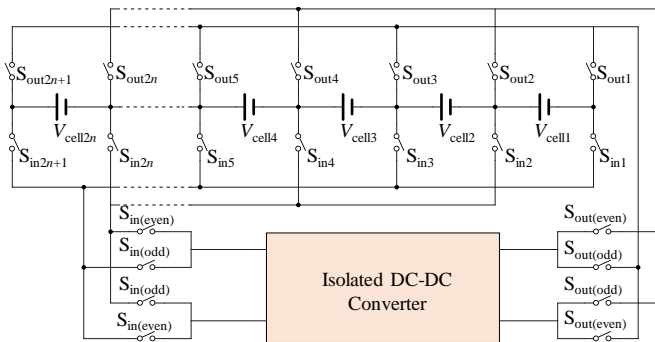 Sout2n+1
Sout2n
Sout5
Sout4
Sout3
Sout2
Sout1
Vcell2n
Vcell4
Vcell3
Vcell2
Vcell1
Sin2n+1
Sin2n
Sin5
Sin4
Sin3
Sin2
Sin1
Sin(even)
Sout(even)
Sin(odd)
Sout(odd)
Isolated DC-DC
Converter
Sin(odd)
Sout(odd)
Sin(even)
Sout(even)